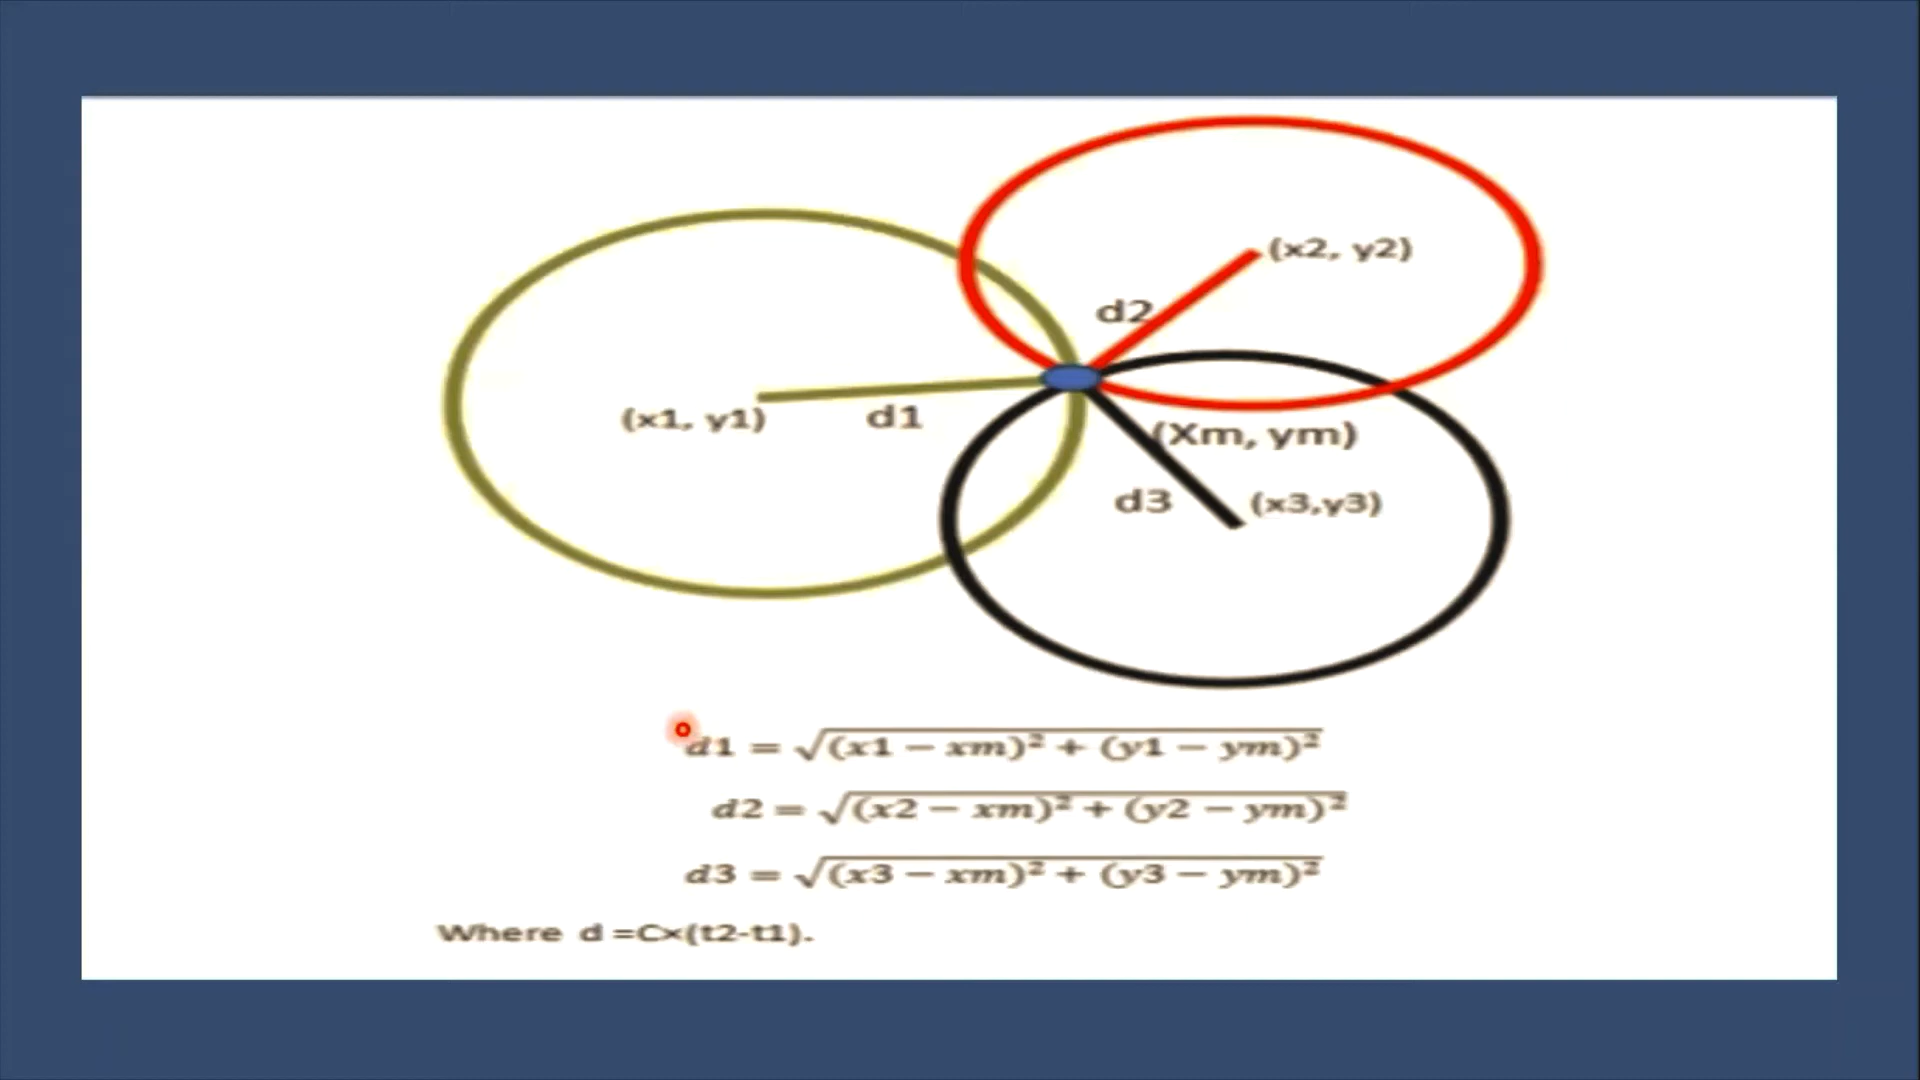 (x2, y2)
d2
(x1, y1)
d1
(Xm, ym)
d3
(x3,y3)
d1 = √(x1 − xm)² + (y1 − ym)²
d2 = √(x2 − xm)² + (y2 − ym)²
d3 = √(x3 − xm)² + (y3 − ym)²
Where d =C×(t2-t1).